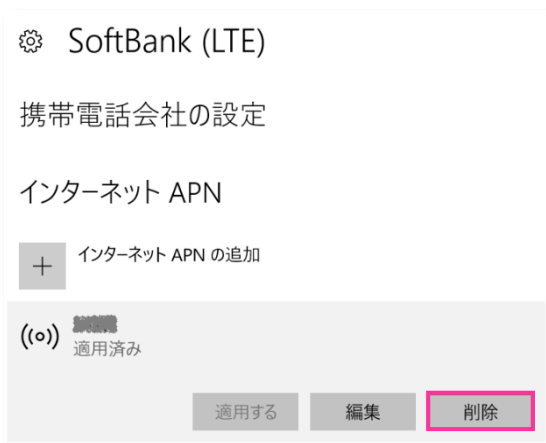 SoftBank (LTE)
携帯電話会社の設定
インターネット APN
インターネット APN の追加
適用済み
適用する 編集 削除